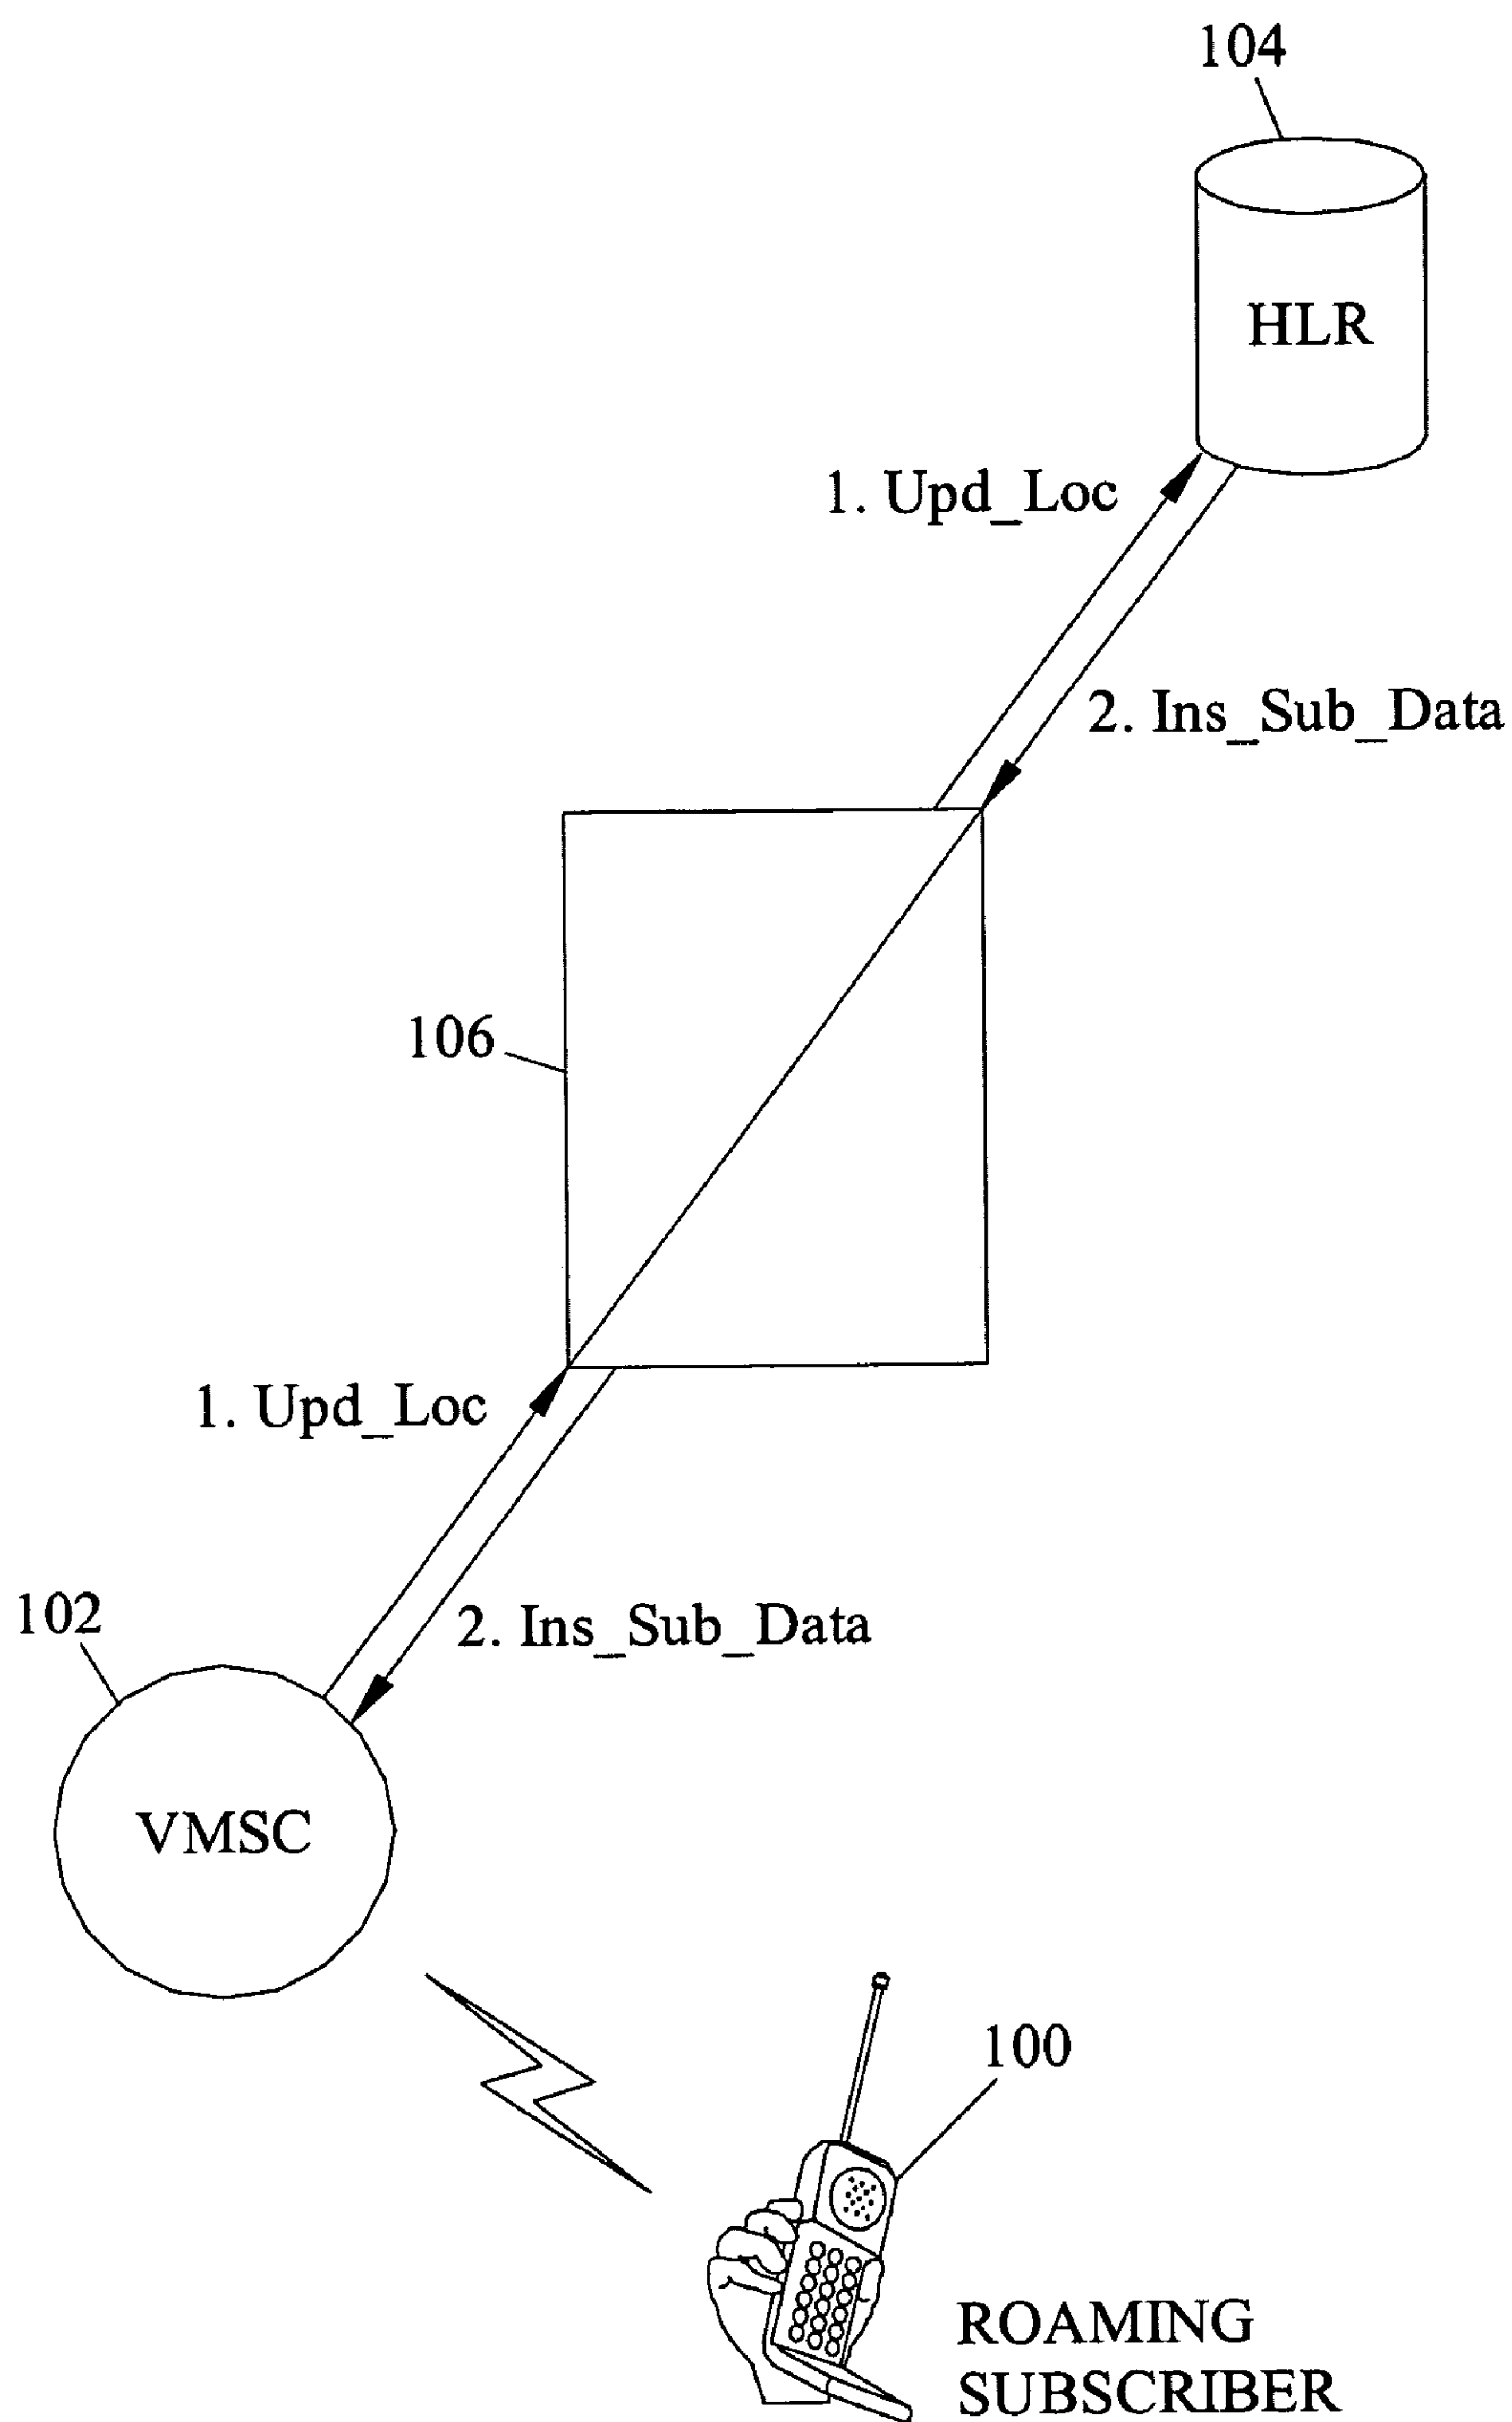 104
HLR
1. Upd_Loc
2. Ins_Sub_Data
106
1. Upd_Loc
2. Ins_Sub_Data
102
VMSC
100
ROAMING
SUBSCRIBER